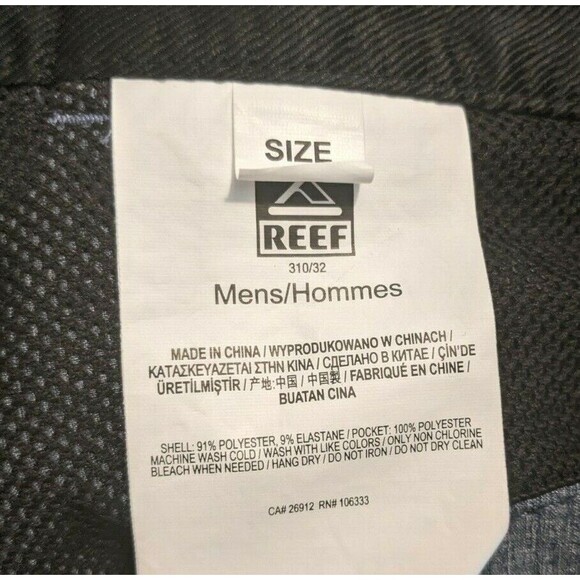 SIZE
REEF
310/32
Mens/Hommes
MADE IN CHINA / WYPRODUKOWANO W CHINACH /
ΚΑΤΑΣΚΕΥΑΖΕΤΑΙ ΣΤΗΝ ΚΙΝΑ / СДЕЛАНО В КИТАЕ / ÇİN'DE
ÜRETİLMİŞTİR / 产地:中国 / 中国製 / FABRIQUÉ EN CHINE /
BUATAN CINA
SHELL: 91% POLYESTER, 9% ELASTANE / POCKET: 100% POLYESTER
MACHINE WASH COLD / WASH WITH LIKE COLORS / ONLY NON CHLORINE
BLEACH WHEN NEEDED / HANG DRY / DO NOT IRON / DO NOT DRY CLEAN
CA# 26912 RN# 106333